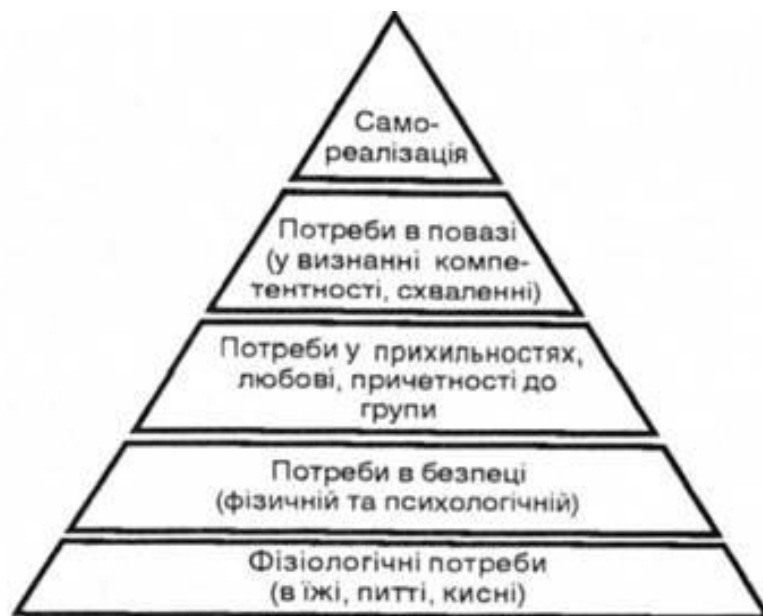 Само-
реалізація
Потреби в повазі
(у визнанні компе-
тентності, схваленні)
Потреби у прихильностях,
любові, причетності до
групи
Потреби в безпеці
(фізичній та психологічній)
Фізіологічні потреби
(в їжі, питті, кисні)